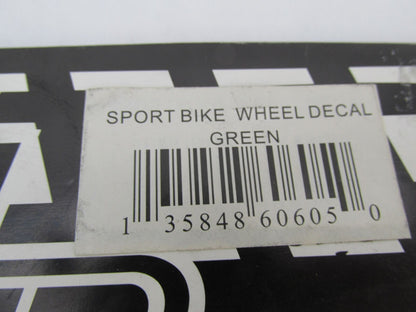 SPORT BIKE WHEEL DECAL
GREEN
1 35848 60605 0